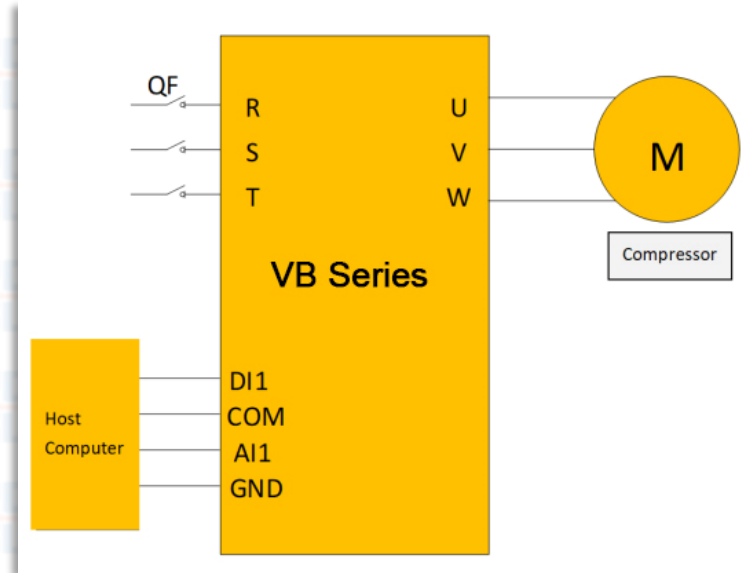 QF
R
U
S
V
T
W
M
VB Series
Compressor
DI1
COM
AI1
GND
Host
Computer